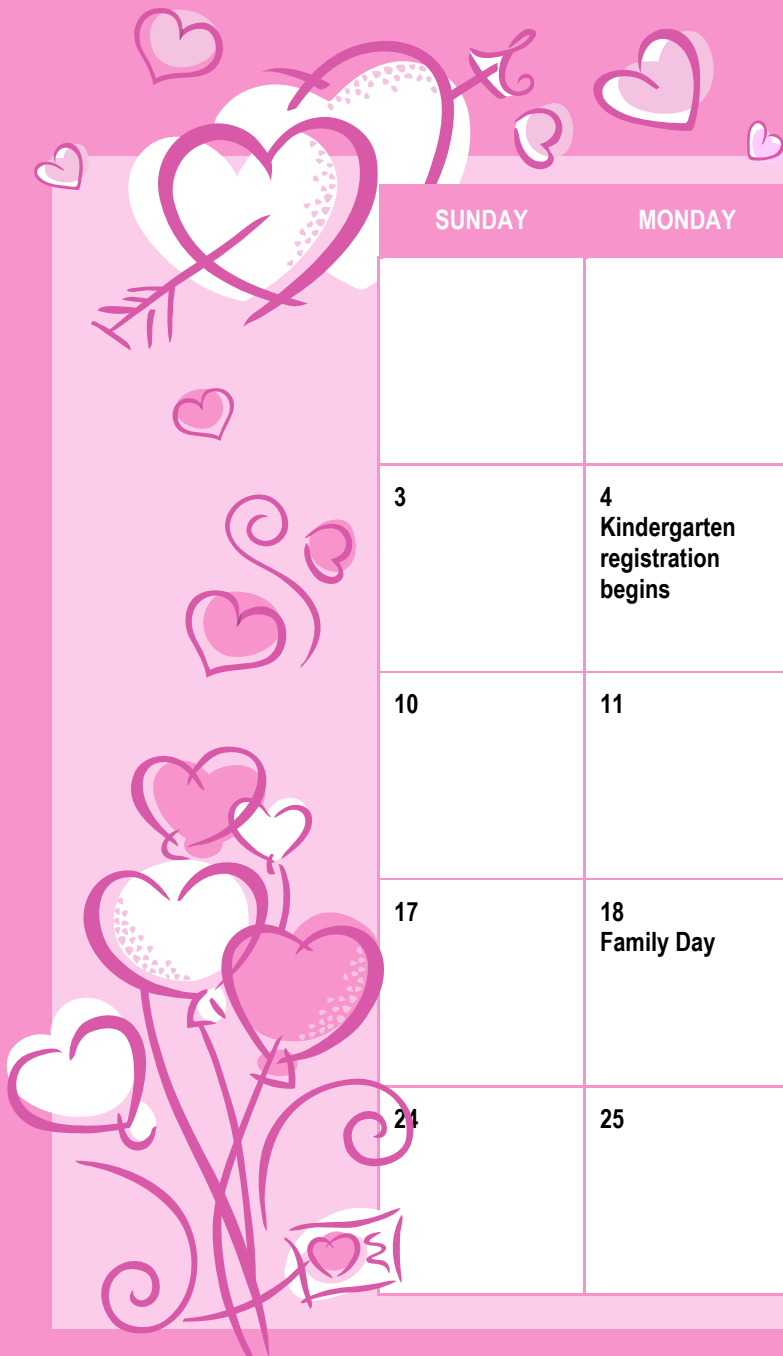 SUNDAY MONDAY
3 4
Kindergarten
registration
begins
10 11
17 18
Family Day
24 25